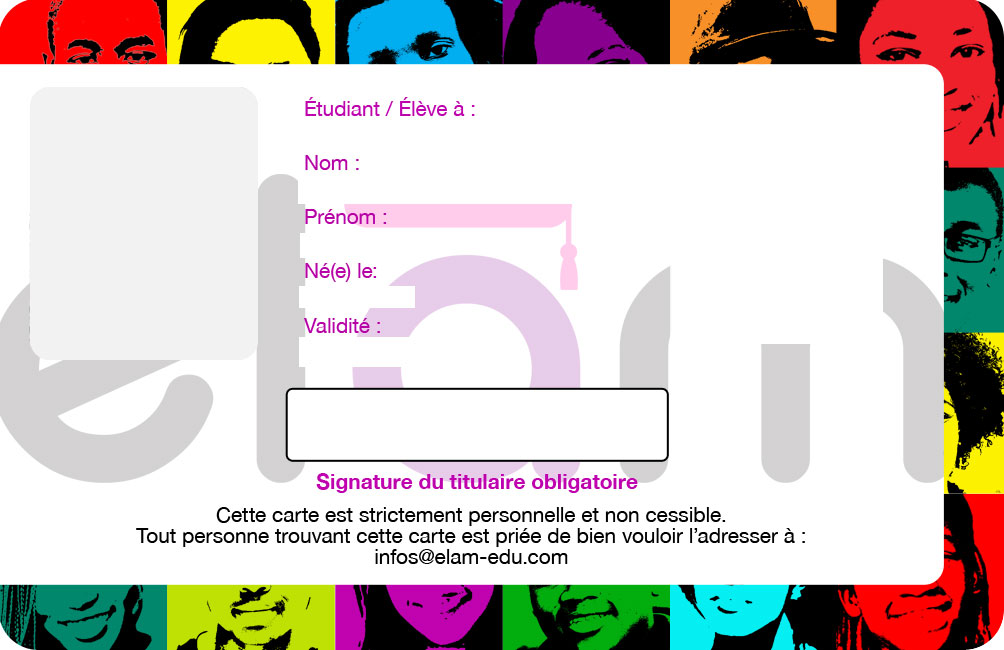 Étudiant / Élève à :
Nom :
Prénom :
Né(e) le:
Validité :
elam
Signature du titulaire obligatoire
Cette carte est strictement personnelle et non cessible.
Tout personne trouvant cette carte est priée de bien vouloir l’adresser à :
infos@elam-edu.com